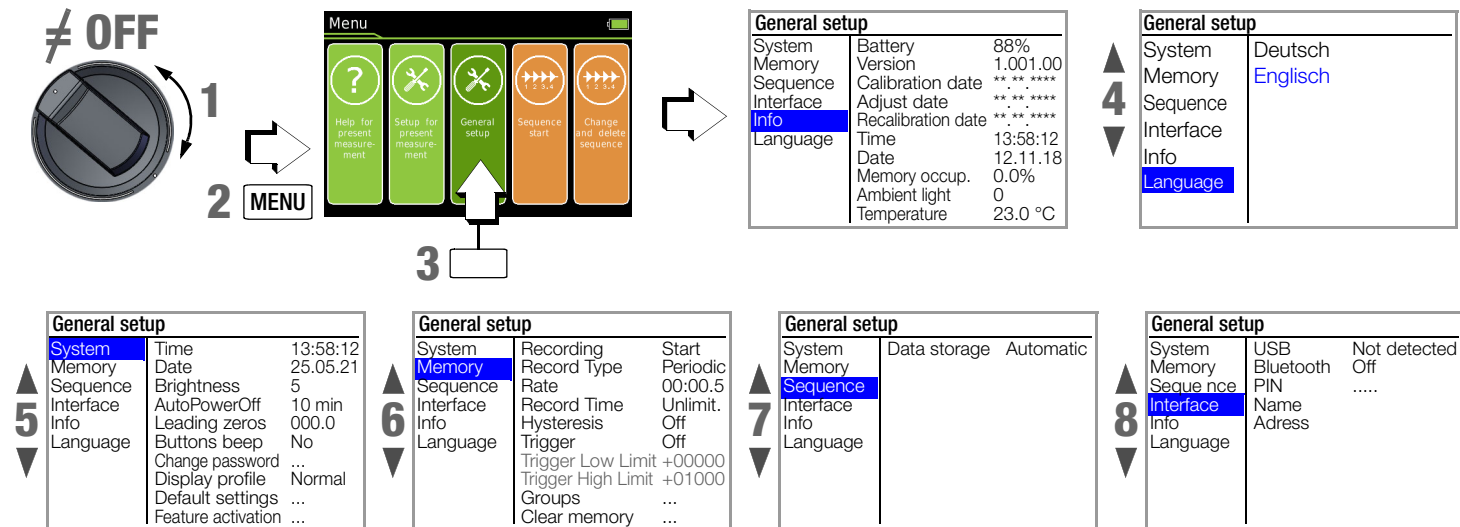 ≠ OFF
1
2 MENU
Menu
?
1 2 3.4
1 2 3.4
Help for present measure-ment
Setup for present measure-ment
General setup
Sequence start
Change and delete sequence
3
General setup
System
Memory
Sequence
Interface
Info
Language
Battery 88%
Version 1.001.00
Calibration date **.**.****
Adjust date **.**.****
Recalibration date **.**.****
Time 13:58:12
Date 12.11.18
Memory occup. 0.0%
Ambient light 0
Temperature 23.0 °C
4
General setup
System
Memory
Sequence
Interface
Info
Language
Deutsch
Englisch
5
General setup
System
Memory
Sequence
Interface
Info
Language
Time 13:58:12
Date 25.05.21
Brightness 5
AutoPowerOff 10 min
Leading zeros 000.0
Buttons beep No
Change password ...
Display profile Normal
Default settings ...
Feature activation ...
6
General setup
System
Memory
Sequence
Interface
Info
Language
Recording Start
Record Type Periodic
Rate 00:00.5
Record Time Unlimit.
Hysteresis Off
Trigger Off
Trigger Low Limit +00000
Trigger High Limit +01000
Groups ...
Clear memory ...
7
General setup
System
Memory
Sequence
Interface
Info
Language
Data storage Automatic
8
General setup
System
Memory
Seque nce
Interface
Info
Language
USB Not detected
Bluetooth Off
PIN .....
Name
Adress